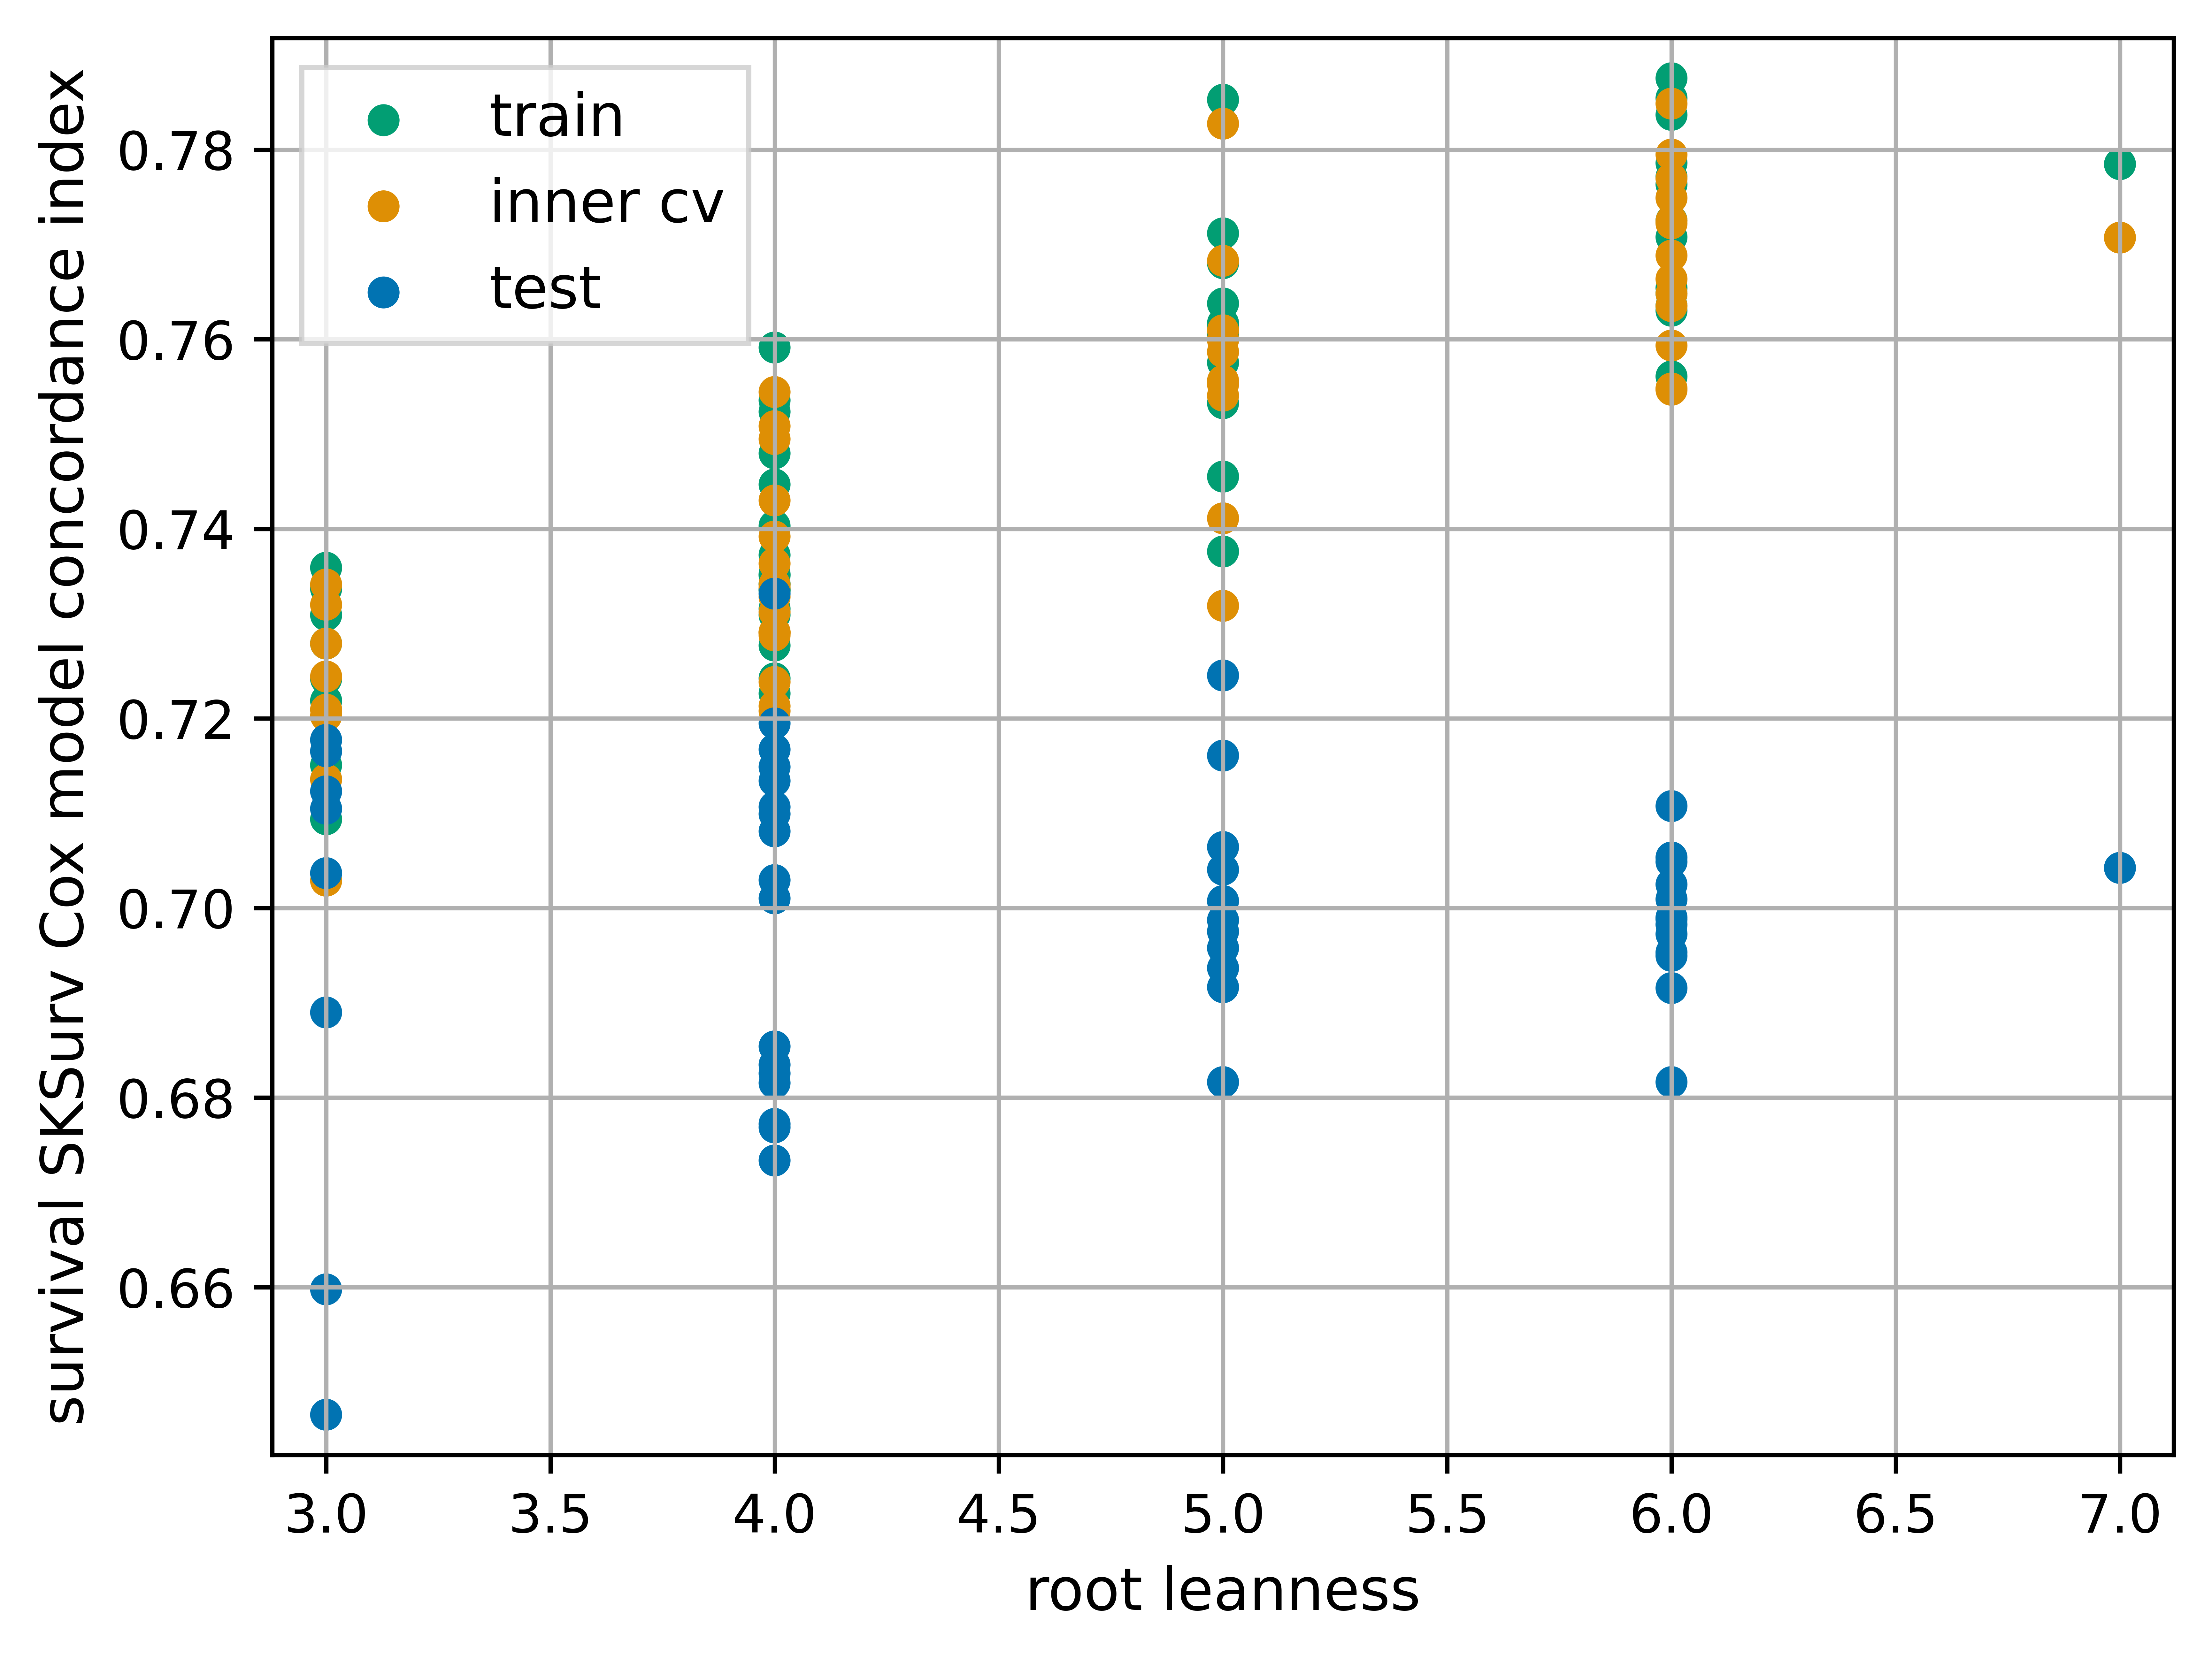 train
inner cv
test
survival SKSurv Cox model concordance index
0.78
0.76
0.74
0.72
0.70
0.68
0.66
3.0 3.5 4.0 4.5 5.0 5.5 6.0 6.5 7.0
root leanness